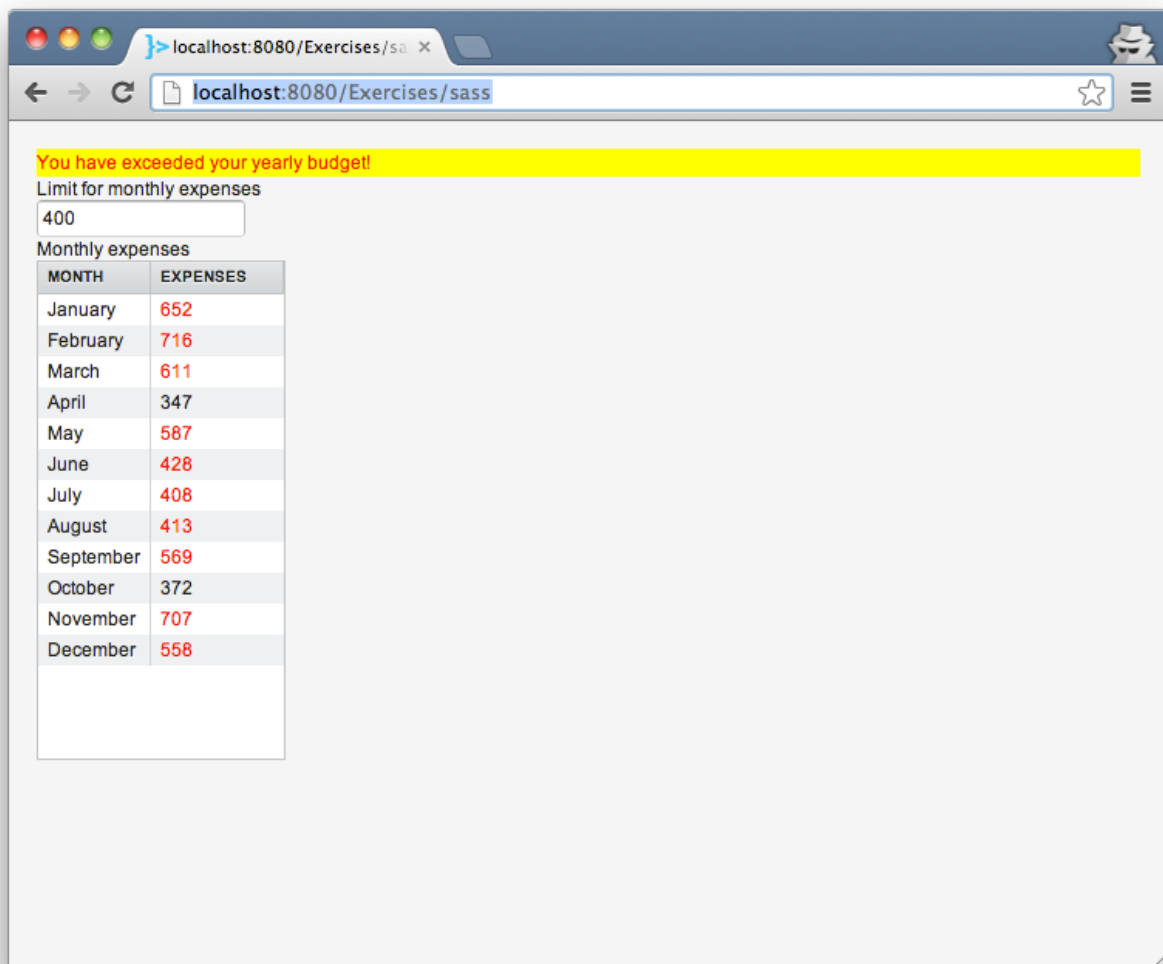 localhost:8080/Exercises/sa
localhost:8080/Exercises/sass
You have exceeded your yearly budget!
Limit for monthly expenses
400
Monthly expenses
MONTH EXPENSES
January 652
February 716
March 611
April 347
May 587
June 428
July 408
August 413
September 569
October 372
November 707
December 558